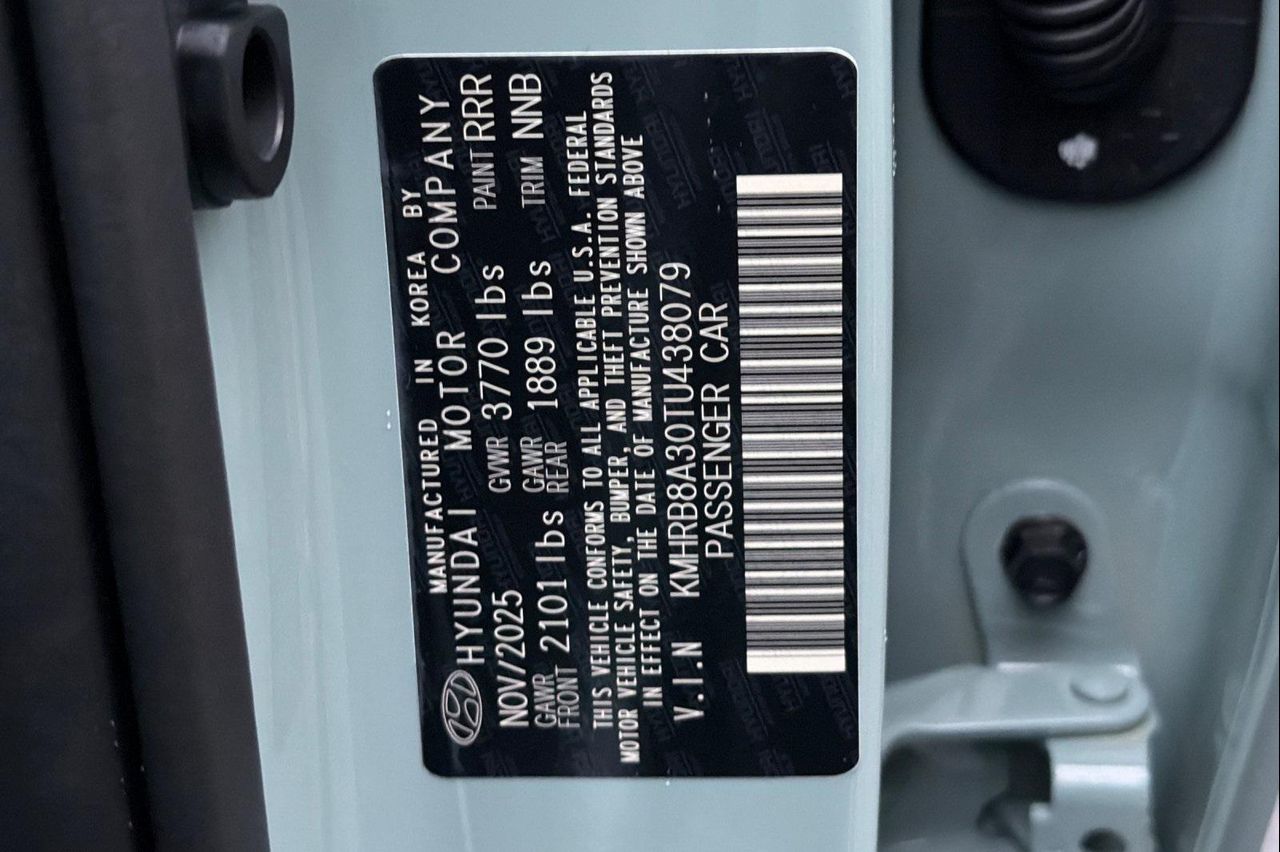 MANUFACTURED IN KOREA BY
HYUNDAI MOTOR COMPANY
NOV/2025 GVWR 3770 lbs PAINT RRR
GAWR FRONT 2101 lbs GAWR REAR 1889 lbs TRIM NNB
THIS VEHICLE CONFORMS TO ALL APPLICABLE U.S.A. FEDERAL
MOTOR VEHICLE SAFETY, BUMPER, AND THEFT PREVENTION STANDARDS
IN EFFECT ON THE DATE OF MANUFACTURE SHOWN ABOVE
V.I.N KMHRB8A30TU438079
PASSENGER CAR